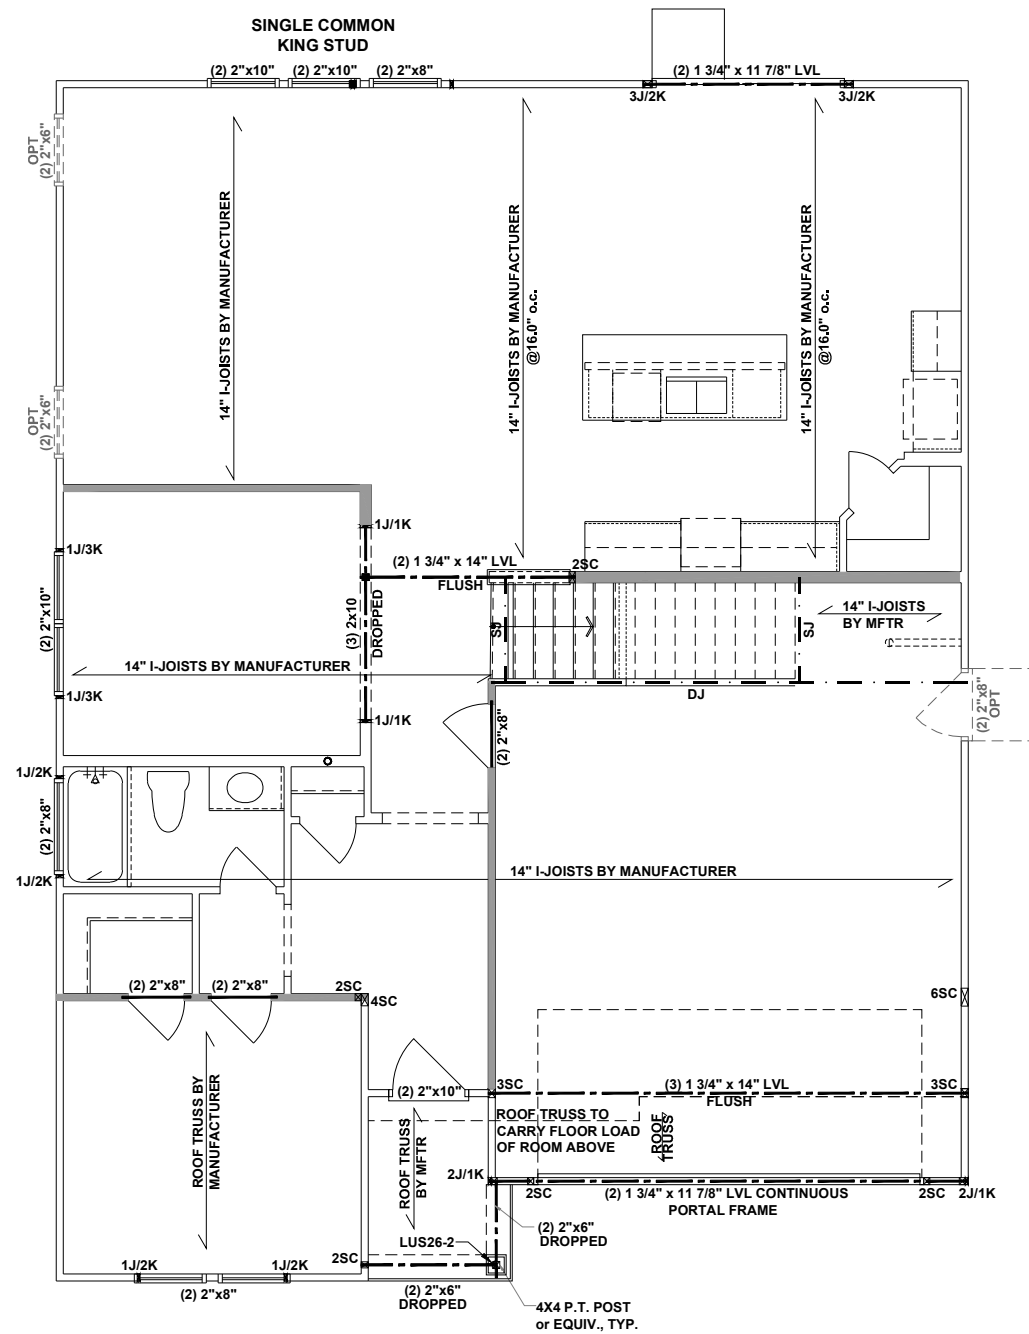 SINGLE COMMON
KING STUD
(2) 2"x10"
(2) 2"x10"
(2) 2"x8"
(2) 1 3/4" x 11 7/8" LVL
3J/2K
3J/2K
OPT
(2) 2"x6"
14" I-JOISTS BY MANUFACTURER
14" I-JOISTS BY MANUFACTURER
@16.0" o.c.
14" I-JOISTS BY MANUFACTURER
@16.0" o.c.
OPT
(2) 2"x6"
1J/1K
1J/3K
(2) 1 3/4" x 14" LVL
FLUSH
2SC
(2) 2"x10"
(3) 2x10
DROPPED
SJ
SJ
14" I-JOISTS
BY MFTR
14" I-JOISTS BY MANUFACTURER
1J/3K
DJ
(2) 2"x8"
OPT
1J/1K
(2) 2"x8"
1J/2K
(2) 2"x8"
1J/2K
14" I-JOISTS BY MANUFACTURER
(2) 2"x8"
(2) 2"x8"
2SC
4SC
6SC
(2) 2"x10"
3SC
(3) 1 3/4" x 14" LVL
FLUSH
3SC
ROOF TRUSS BY
MANUFACTURER
ROOF TRUSS
BY MFTR
ROOF TRUSS TO
CARRY FLOOR LOAD
OF ROOM ABOVE
ROOF
TRUSS
2J/1K
2SC
(2) 1 3/4" x 11 7/8" LVL CONTINUOUS
PORTAL FRAME
2SC
2J/1K
(2) 2"x6"
DROPPED
LUS26-2
2SC
1J/2K
1J/2K
(2) 2"x8"
(2) 2"x6"
DROPPED
4X4 P.T. POST
or EQUIV., TYP.